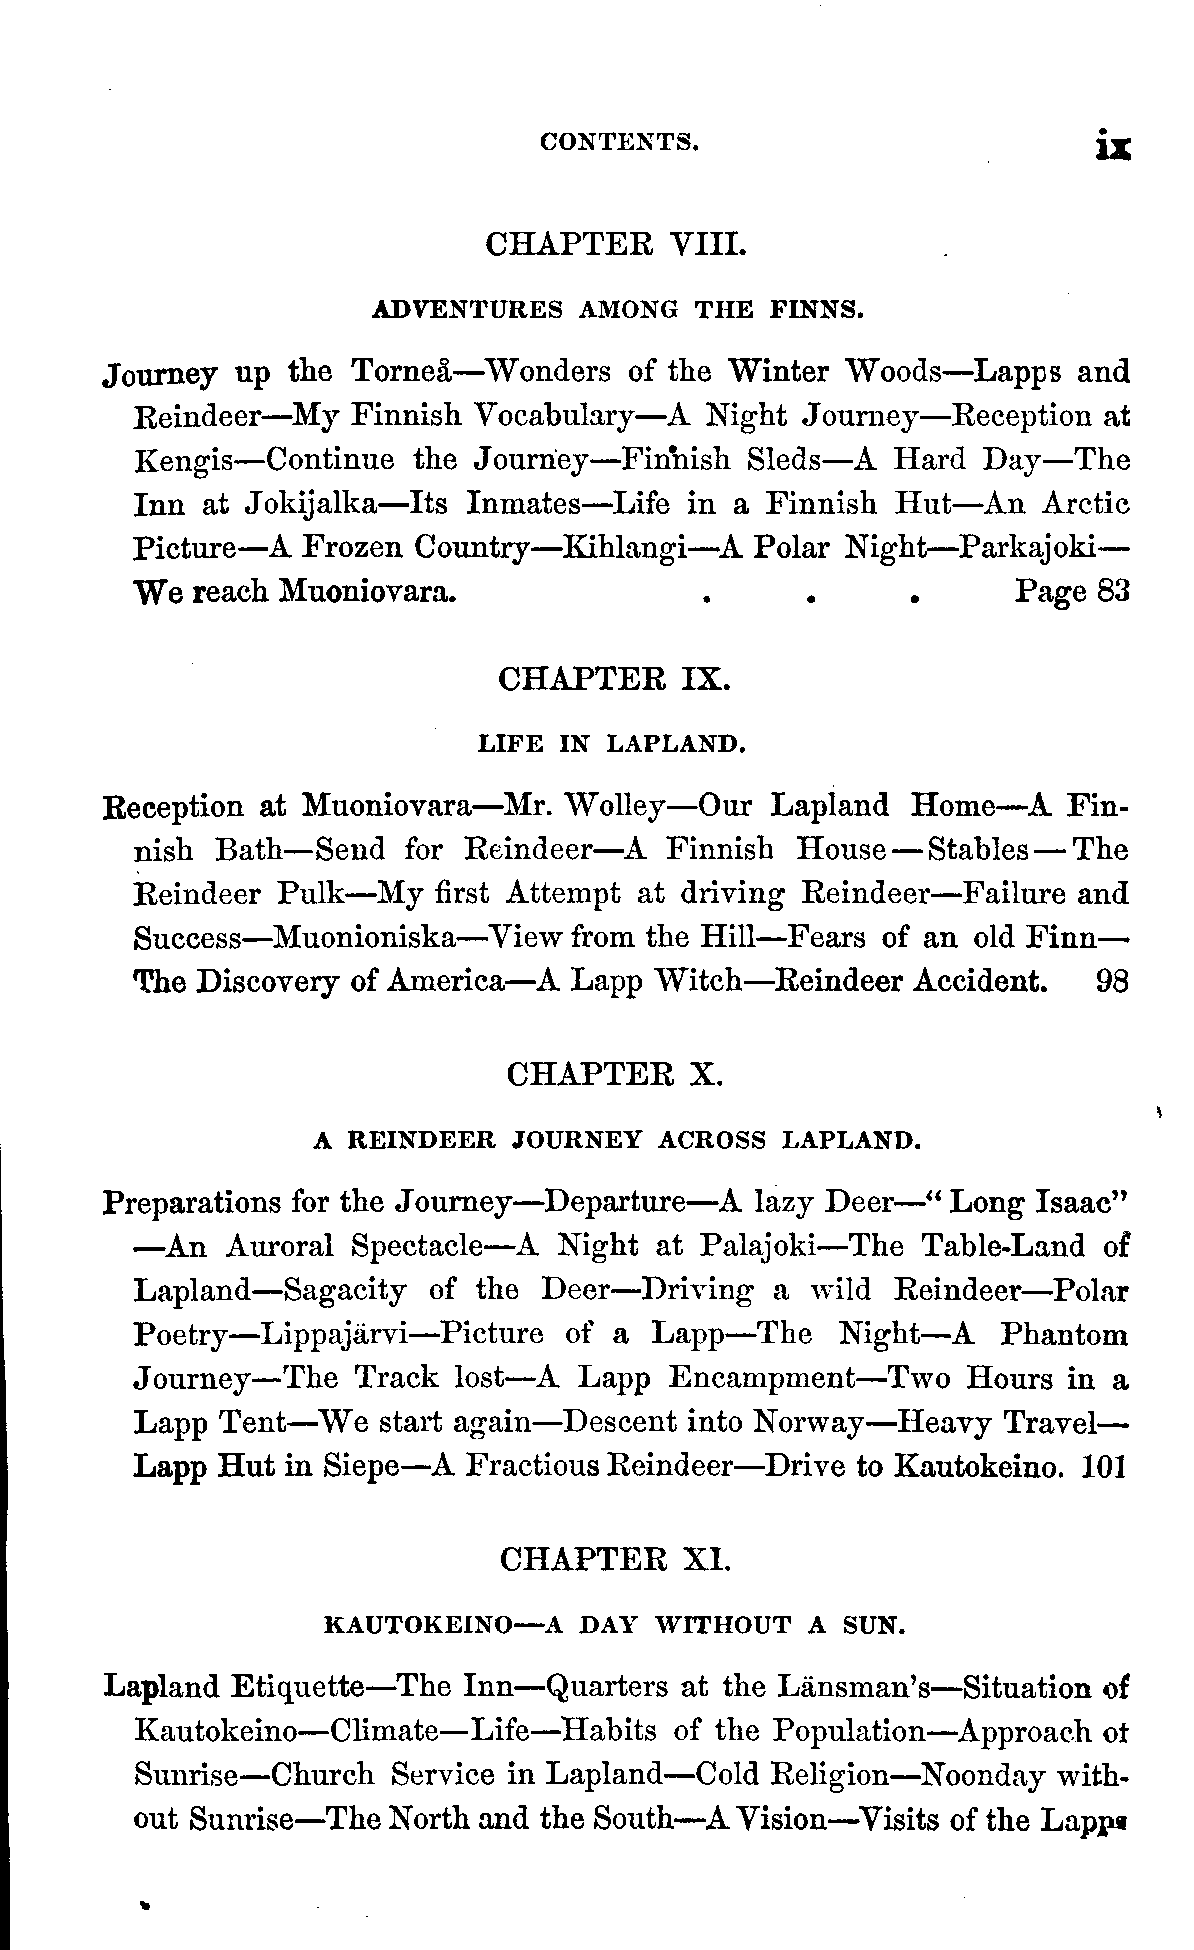 CONTENTS. ix
CHAPTER VIII.
ADVENTURES AMONG THE FINNS.
Journey up the Torneå—Wonders of the Winter Woods—Lapps and
Reindeer—My Finnish Vocabulary—A Night Journey—Reception at
Kengis—Continue the Journey—Finnish Sleds—A Hard Day—The
Inn at Jokijalka—Its Inmates—Life in a Finnish Hut—An Arctic
Picture—A Frozen Country—Kihlangi—A Polar Night—Parkajoki—
We reach Muoniovara. . . . Page 83
CHAPTER IX.
LIFE IN LAPLAND.
Reception at Muoniovara—Mr. Wolley—Our Lapland Home—A Fin-
nish Bath—Send for Reindeer—A Finnish House—Stables—The
Reindeer Pulk—My first Attempt at driving Reindeer—Failure and
Success—Muonioniska—View from the Hill—Fears of an old Finn—
The Discovery of America—A Lapp Witch—Reindeer Accident. 98
CHAPTER X.
A REINDEER JOURNEY ACROSS LAPLAND.
Preparations for the Journey—Departure—A lazy Deer—“Long Isaac”
—An Auroral Spectacle—A Night at Palajoki—The Table-Land of
Lapland—Sagacity of the Deer—Driving a wild Reindeer—Polar
Poetry—Lippajärvi—Picture of a Lapp—The Night—A Phantom
Journey—The Track lost—A Lapp Encampment—Two Hours in a
Lapp Tent—We start again—Descent into Norway—Heavy Travel—
Lapp Hut in Siepe—A Fractious Reindeer—Drive to Kautokeino. 101
CHAPTER XI.
KAUTOKEINO—A DAY WITHOUT A SUN.
Lapland Etiquette—The Inn—Quarters at the Länsman's—Situation of
Kautokeino—Climate—Life—Habits of the Population—Approach of
Sunrise—Church Service in Lapland—Cold Religion—Noonday with-
out Sunrise—The North and the South—A Vision—Visits of the Lapps